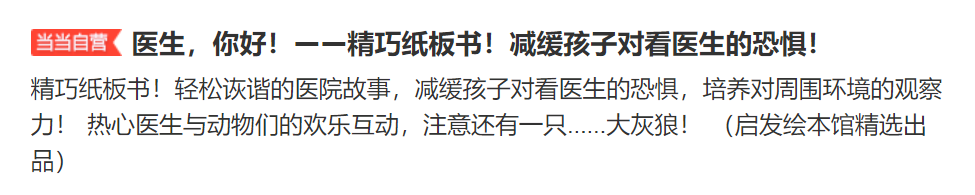 当当自营 医生，你好！——精巧纸板书！减缓孩子对看医生的恐惧！
精巧纸板书！轻松诙谐的医院故事，减缓孩子对看医生的恐惧，培养对周围环境的观察
力！ 热心医生与动物们的欢乐互动，注意还有一只……大灰狼！ （启发绘本馆精选出
品）